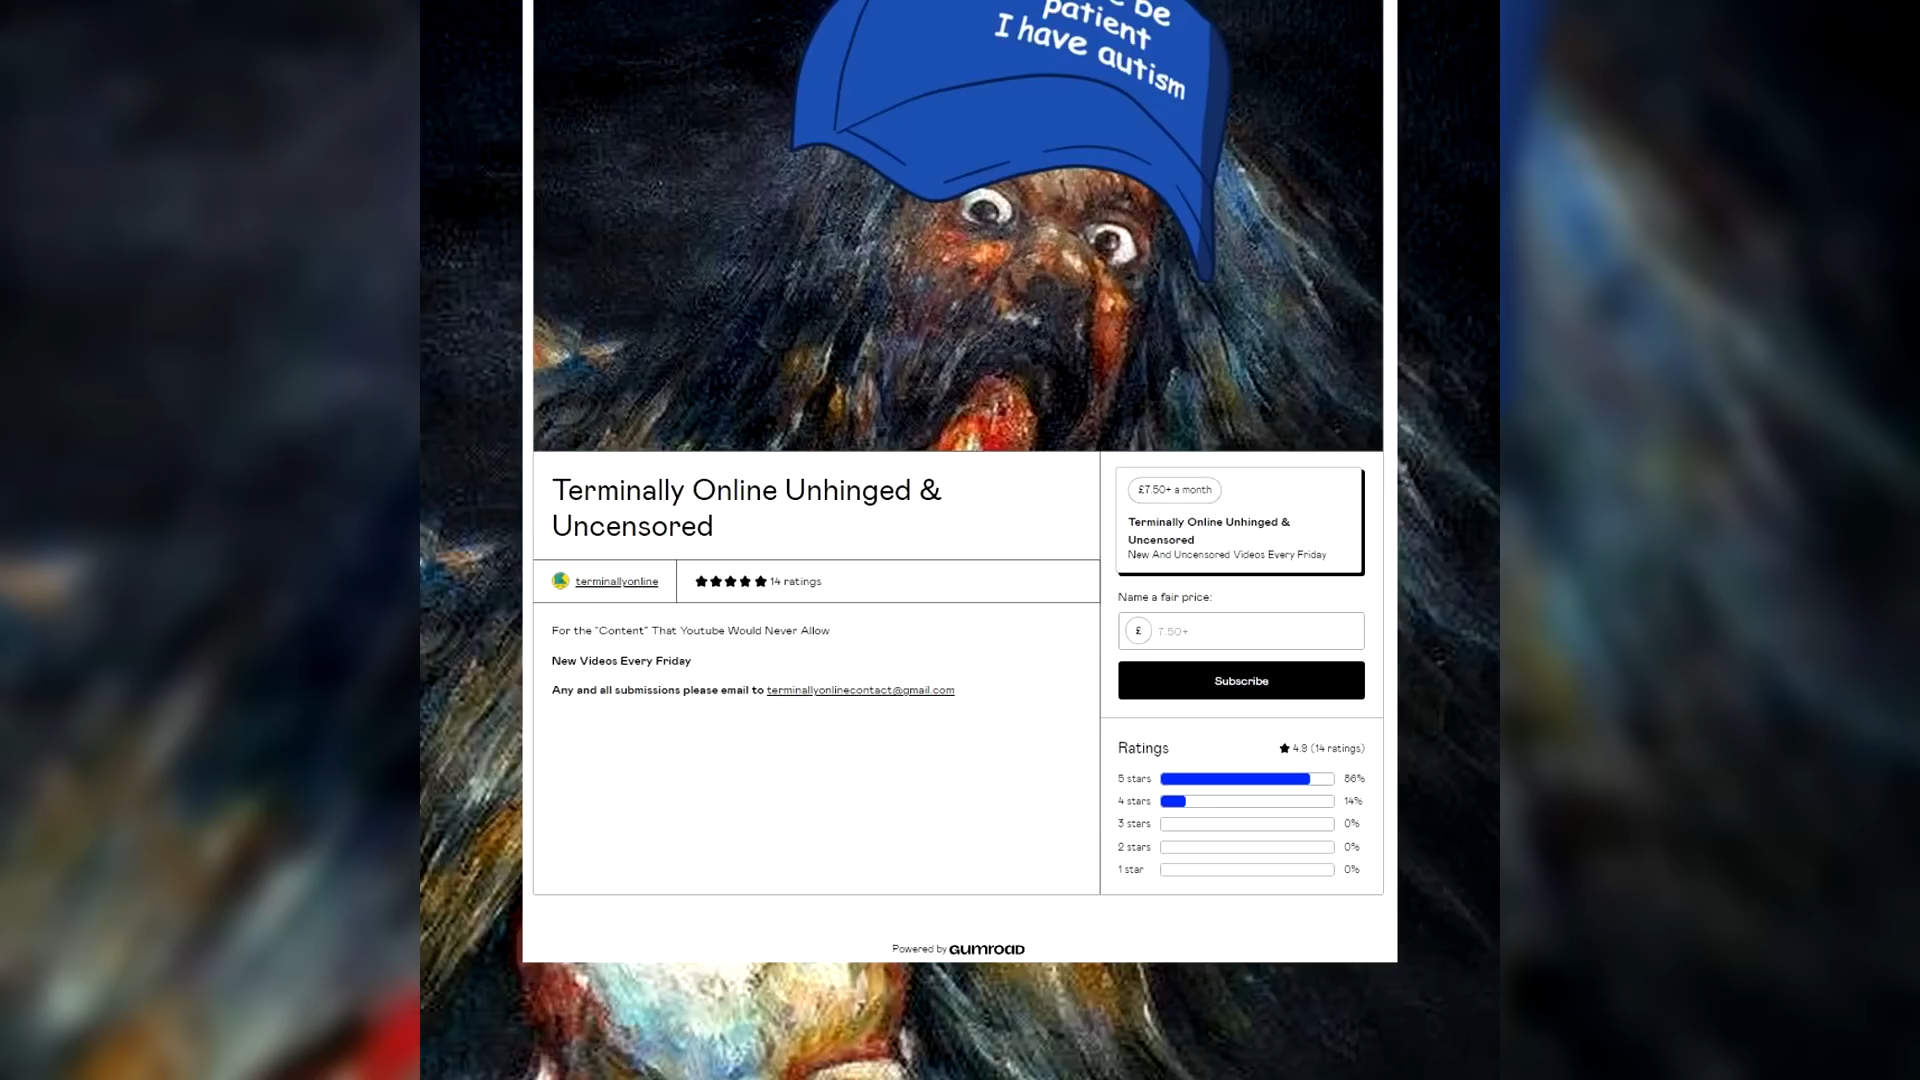 be
patient
I have autism
Terminally Online Unhinged &
Uncensored
terminallyonline
14 ratings
For the "Content" That Youtube Would Never Allow
New Videos Every Friday
Any and all submissions please email to terminallyonlinecontact@gmail.com
£7.50+ a month
Terminally Online Unhinged &
Uncensored
New And Uncensored Videos Every Friday
Name a fair price:
£ 7.50+
Subscribe
Ratings
4.9 (14 ratings)
5 stars 86%
4 stars 14%
3 stars 0%
2 stars 0%
1 star 0%
Powered by GUMROAD